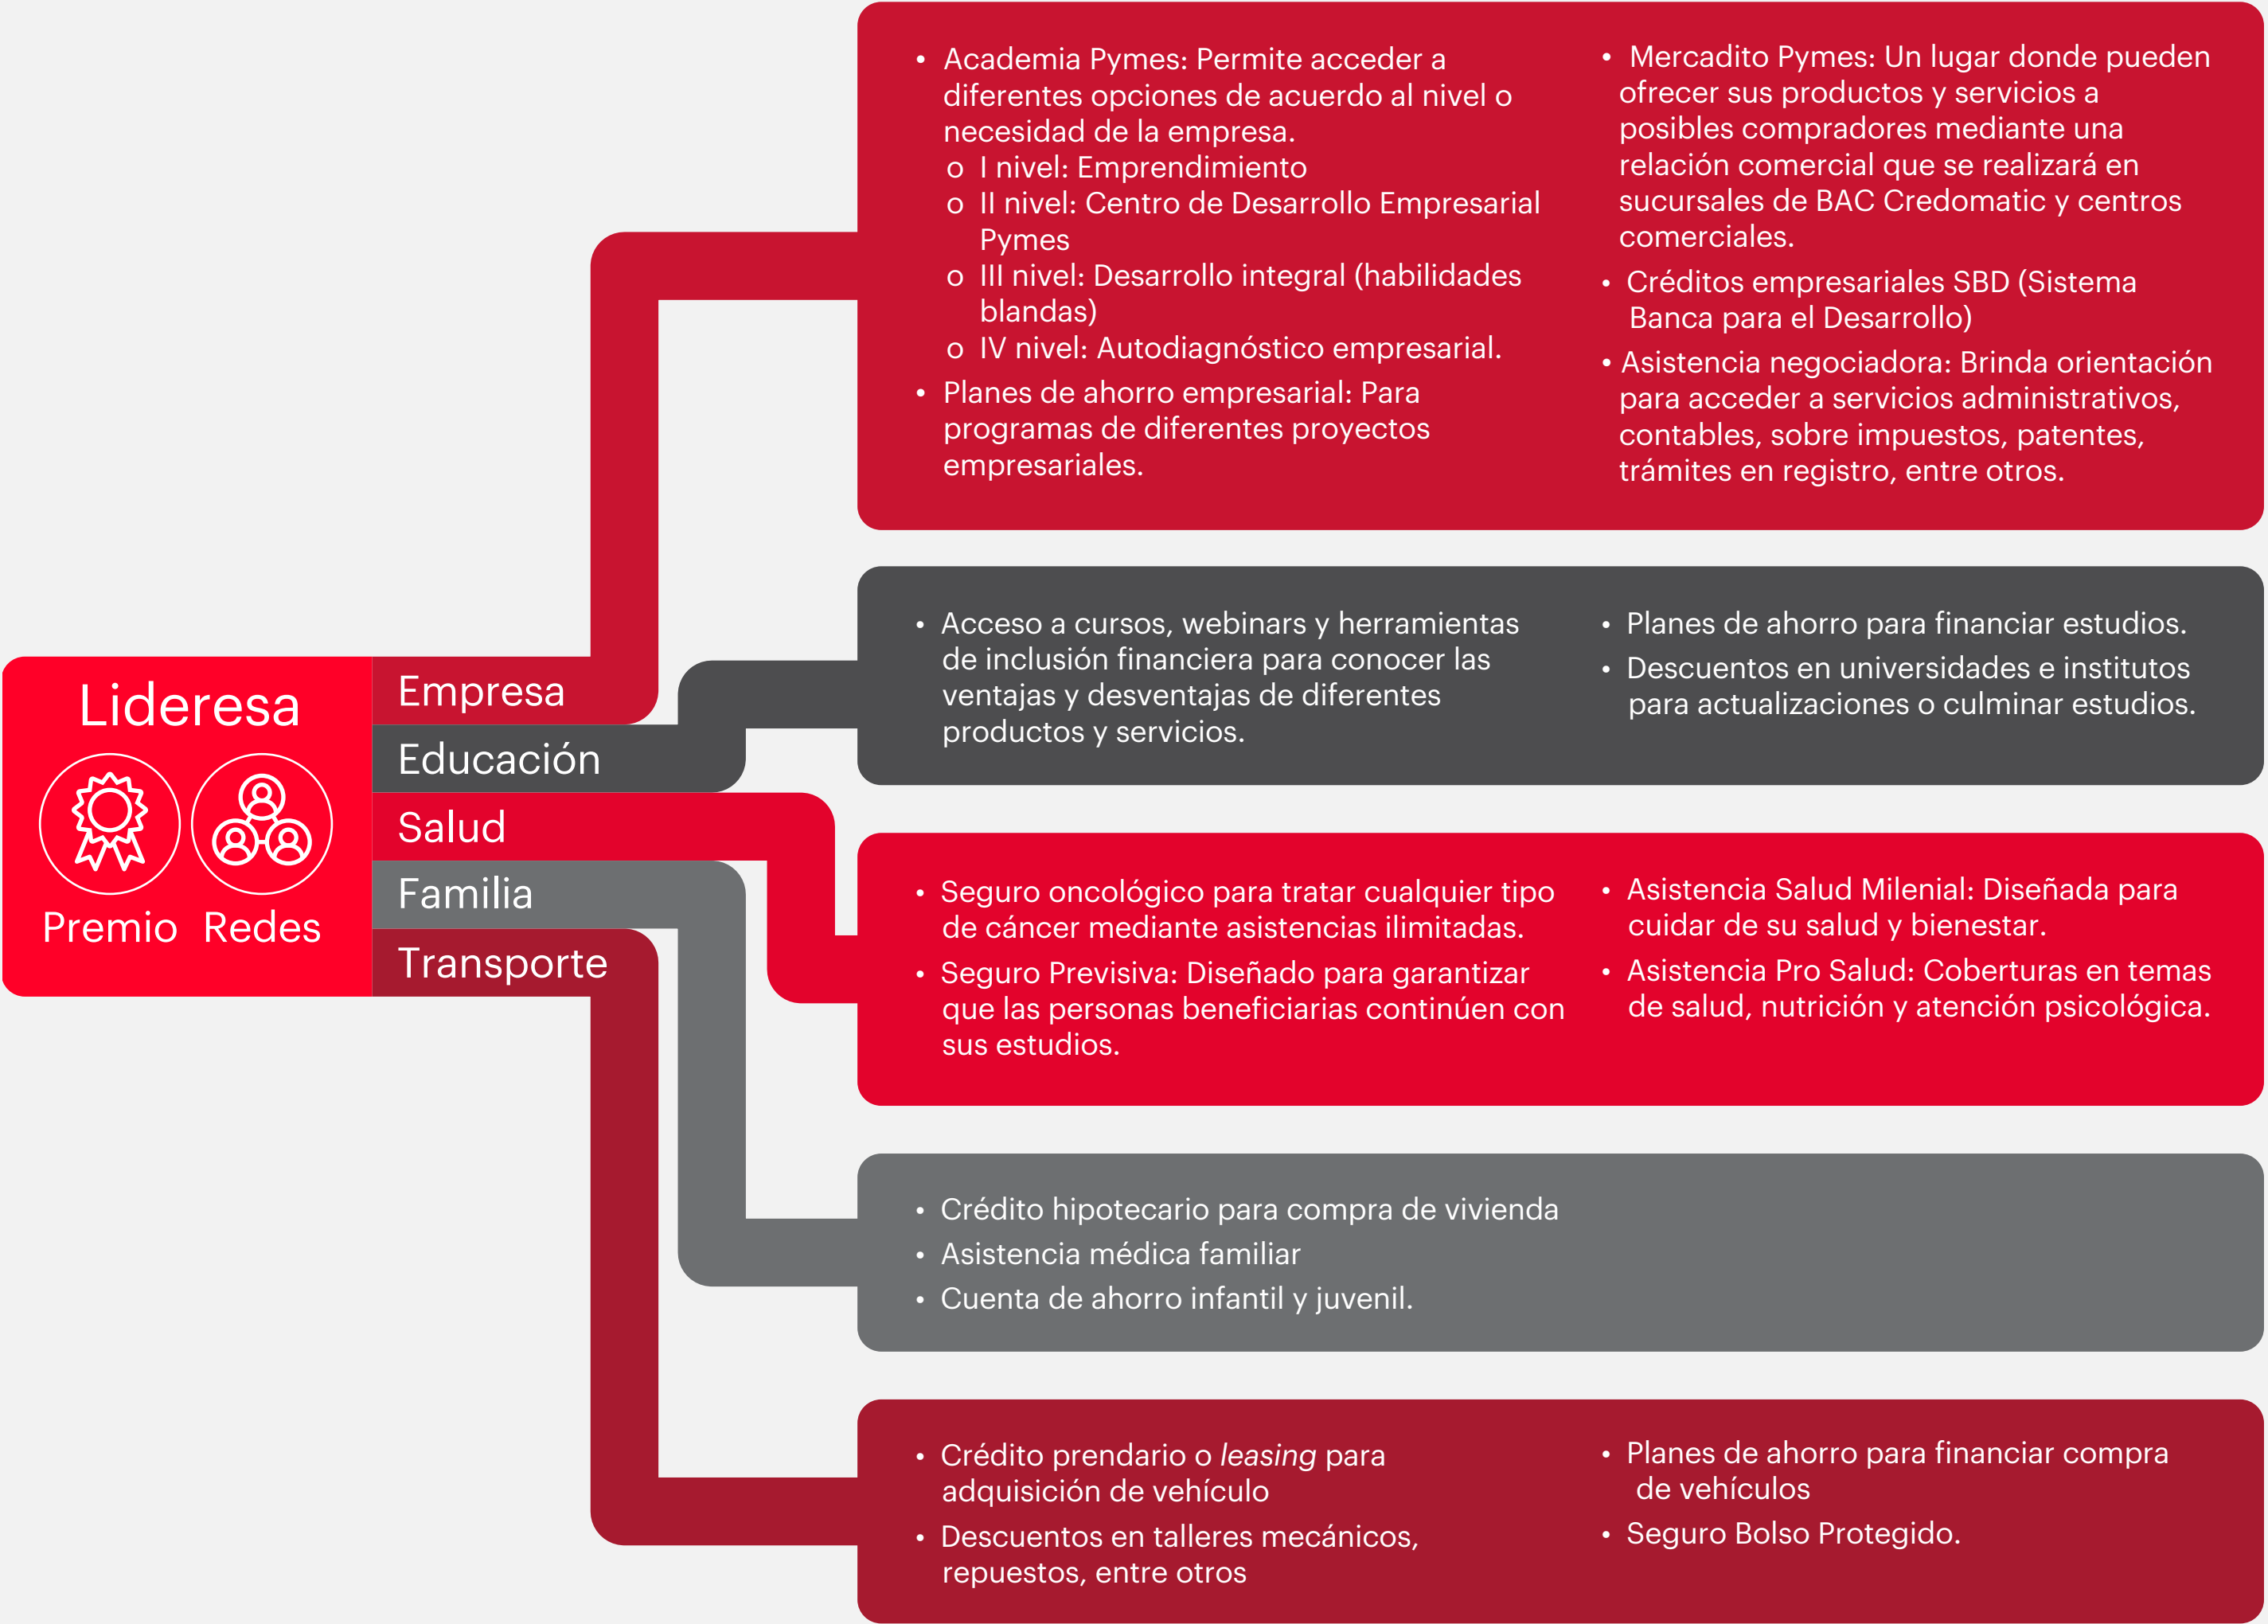 Lideresa
Premio
Redes
Empresa
Educación
Salud
Familia
Transporte
• Academia Pymes: Permite acceder a
diferentes opciones de acuerdo al nivel o
necesidad de la empresa.
o I nivel: Emprendimiento
o II nivel: Centro de Desarrollo Empresarial
Pymes
o III nivel: Desarrollo integral (habilidades
blandas)
o IV nivel: Autodiagnóstico empresarial.
• Planes de ahorro empresarial: Para
programas de diferentes proyectos
empresariales.
• Mercadito Pymes: Un lugar donde pueden
ofrecer sus productos y servicios a
posibles compradores mediante una
relación comercial que se realizará en
sucursales de BAC Credomatic y centros
comerciales.
• Créditos empresariales SBD (Sistema
Banca para el Desarrollo)
• Asistencia negociadora: Brinda orientación
para acceder a servicios administrativos,
contables, sobre impuestos, patentes,
trámites en registro, entre otros.
• Acceso a cursos, webinars y herramientas
de inclusión financiera para conocer las
ventajas y desventajas de diferentes
productos y servicios.
• Planes de ahorro para financiar estudios.
• Descuentos en universidades e institutos
para actualizaciones o culminar estudios.
• Seguro oncológico para tratar cualquier tipo
de cáncer mediante asistencias ilimitadas.
• Seguro Previsiva: Diseñado para garantizar
que las personas beneficiarias continúen con
sus estudios.
• Asistencia Salud Milenial: Diseñada para
cuidar de su salud y bienestar.
• Asistencia Pro Salud: Coberturas en temas
de salud, nutrición y atención psicológica.
• Crédito hipotecario para compra de vivienda
• Asistencia médica familiar
• Cuenta de ahorro infantil y juvenil.
• Crédito prendario o leasing para
adquisición de vehículo
• Descuentos en talleres mecánicos,
repuestos, entre otros
• Planes de ahorro para financiar compra
de vehículos
• Seguro Bolso Protegido.